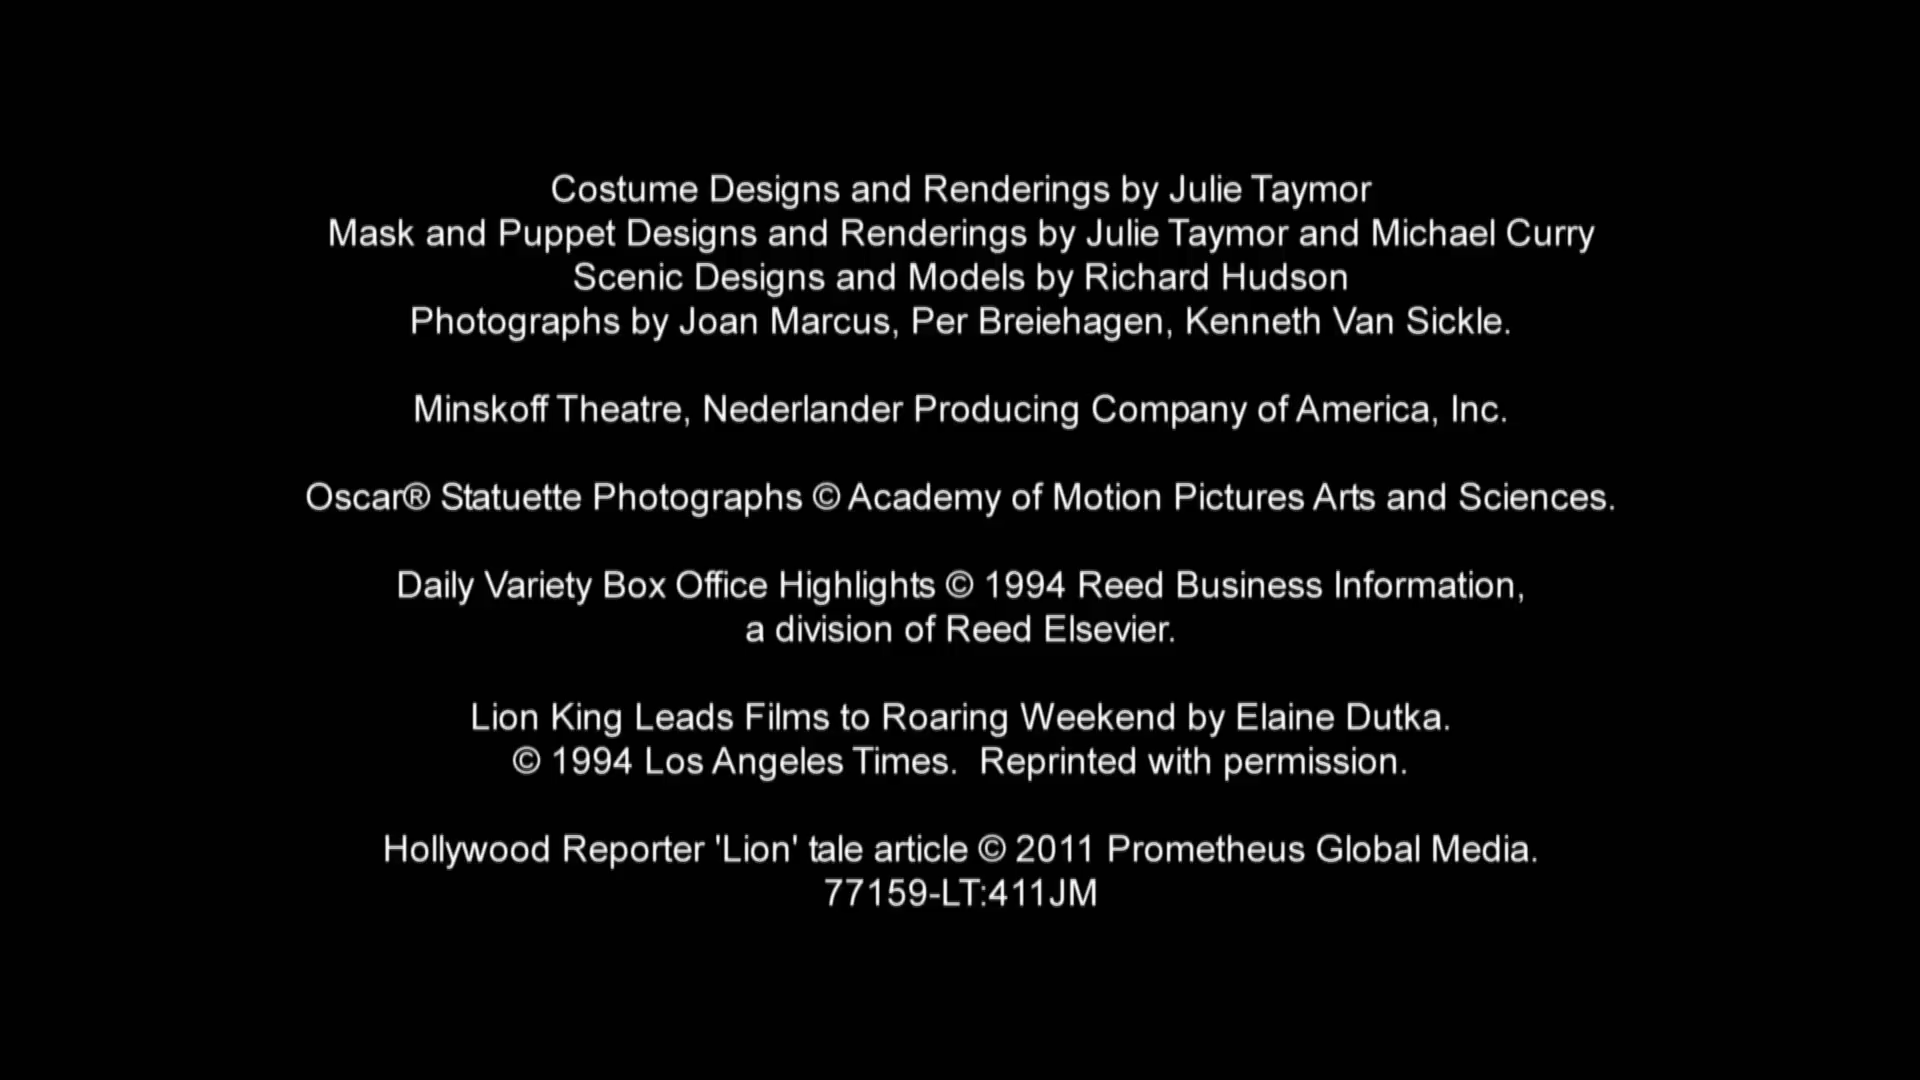 Costume Designs and Renderings by Julie Taymor
Mask and Puppet Designs and Renderings by Julie Taymor and Michael Curry
Scenic Designs and Models by Richard Hudson
Photographs by Joan Marcus, Per Breiehagen, Kenneth Van Sickle.
Minskoff Theatre, Nederlander Producing Company of America, Inc.
Oscar® Statuette Photographs © Academy of Motion Pictures Arts and Sciences.
Daily Variety Box Office Highlights © 1994 Reed Business Information,
a division of Reed Elsevier.
Lion King Leads Films to Roaring Weekend by Elaine Dutka.
© 1994 Los Angeles Times.  Reprinted with permission.
Hollywood Reporter 'Lion' tale article © 2011 Prometheus Global Media.
77159-LT:411JM